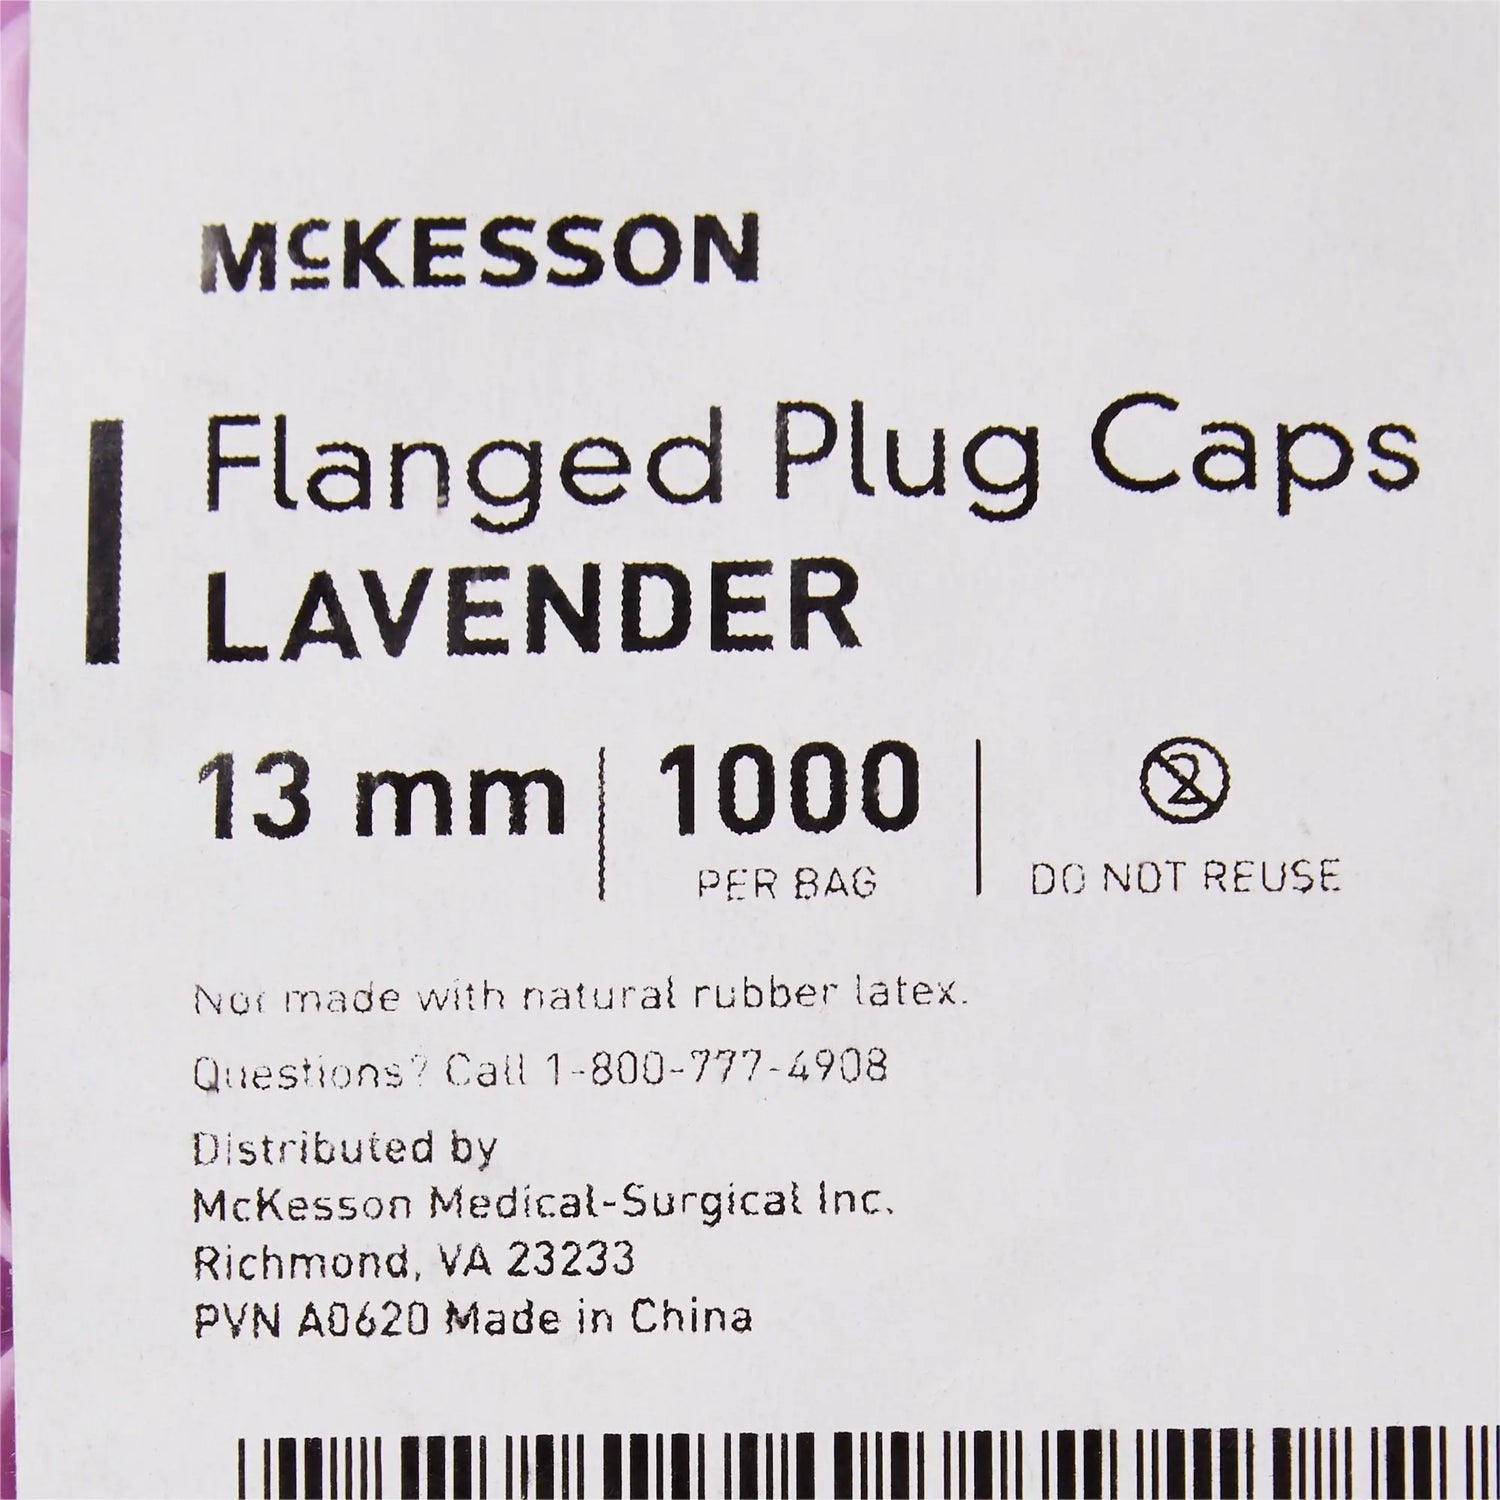 McKESSON
Flanged Plug Caps
LAVENDER
13 mm
1000
PER BAG
2
DO NOT REUSE
Not made with natural rubber latex.
Questions? Call 1-800-777-4908
Distributed by
McKesson Medical-Surgical Inc.
Richmond, VA 23233
PVN A0620 Made in China